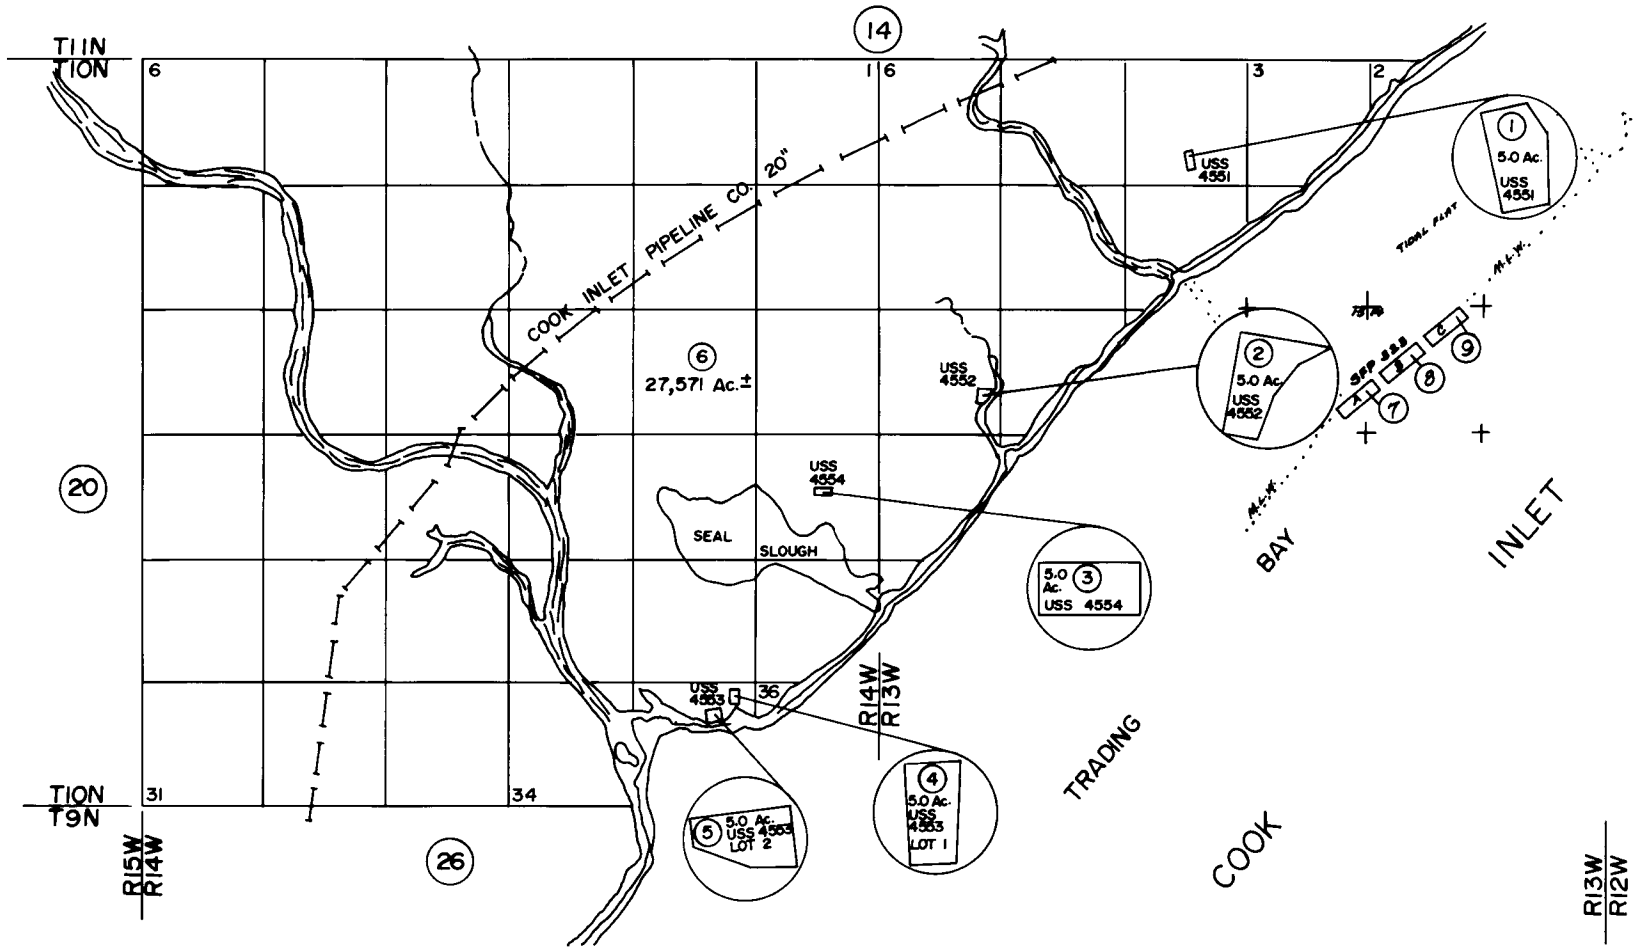 14
T11N
T10N
6
1
6
3
2
1
5.0 Ac.
USS
4551
USS
4551
COOK INLET PIPELINE CO. 20"
TIDAL FLAT
M.L.W.
6
27,571 Ac.±
USS
4552
2
5.0 Ac.
USS
4552
SFP
C
B
A
9
8
7
20
USS
4554
M.L.W.
SEAL
SLOUGH
BAY
INLET
5.0
Ac.
3
USS 4554
USS
4553
36
R14W
R13W
TRADING
COOK
31
34
T10N
T9N
R15W
R14W
26
5
5.0 Ac.
USS 4553
LOT 2
4
5.0 Ac.
USS
4553
LOT 1
R13W
R12W